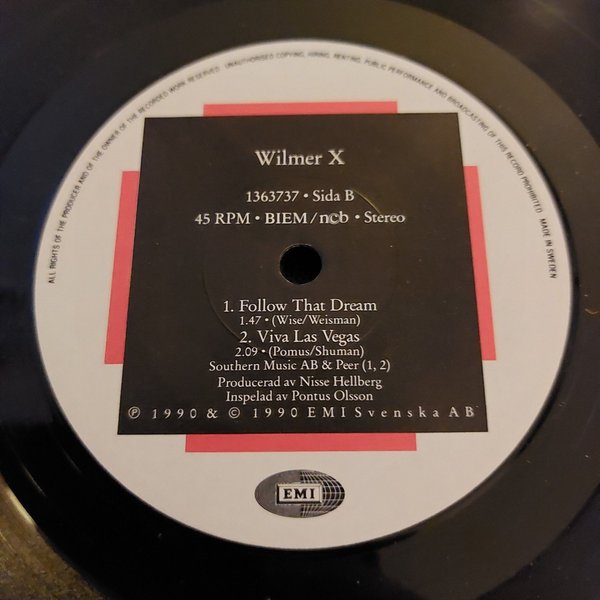 ALL RIGHTS OF THE PRODUCER AND OF THE OWNER OF THE RECORDED WORK RESERVED. UNAUTHORISED COPYING, HIRING, RENTING, PUBLIC PERFORMANCE AND BROADCASTING OF THIS RECORD PROHIBITED. MADE IN SWEDEN
Wilmer X
1363737 • Sida B
45 RPM • BIEM/ncb • Stereo
1. Follow That Dream
1.47 • (Wise/Weisman)
2. Viva Las Vegas
2.09 • (Pomus/Shuman)
Southern Music AB & Peer (1, 2)
Producerad av Nisse Hellberg
Inspelad av Pontus Olsson
℗ 1990 & © 1990 EMI Svenska AB
EMI